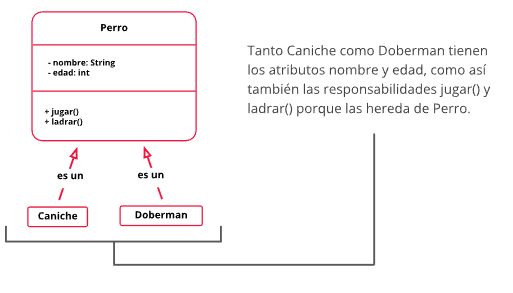 Perro
- nombre: String
- edad: int
+ jugar()
+ ladrar()
es un
es un
Caniche
Doberman
Tanto Caniche como Doberman tienen
los atributos nombre y edad, como así
también las responsabilidades jugar() y
ladrar() porque las hereda de Perro.